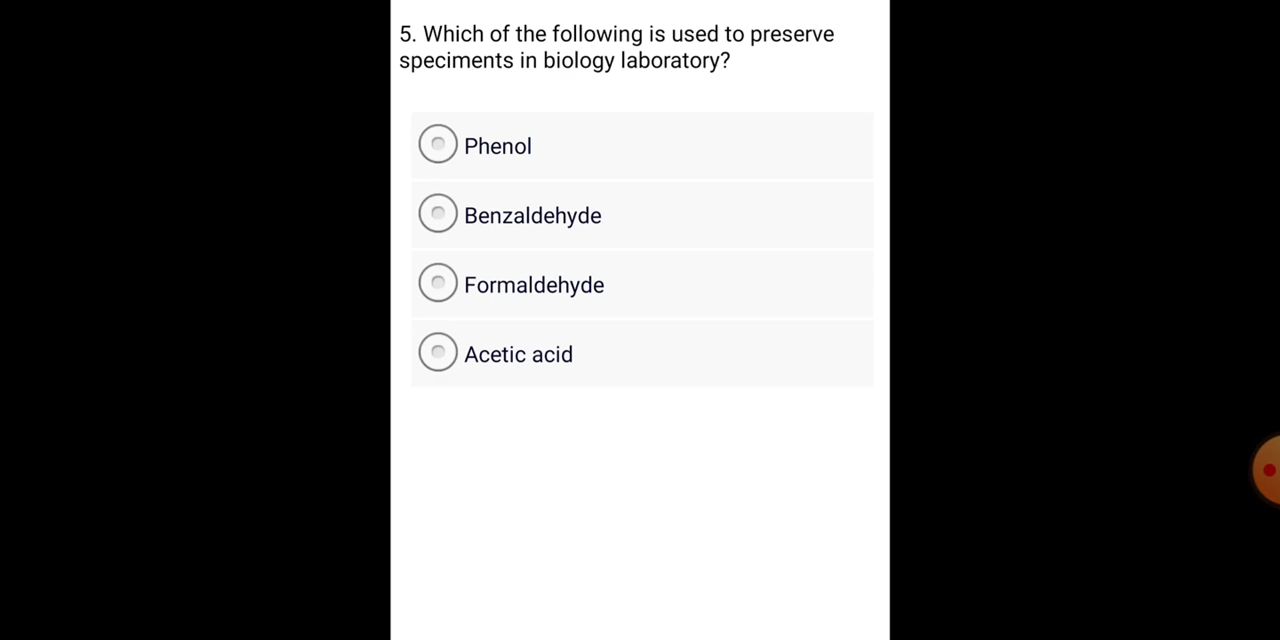 5. Which of the following is used to preserve
speciments in biology laboratory?
Phenol
Benzaldehyde
Formaldehyde
Acetic acid